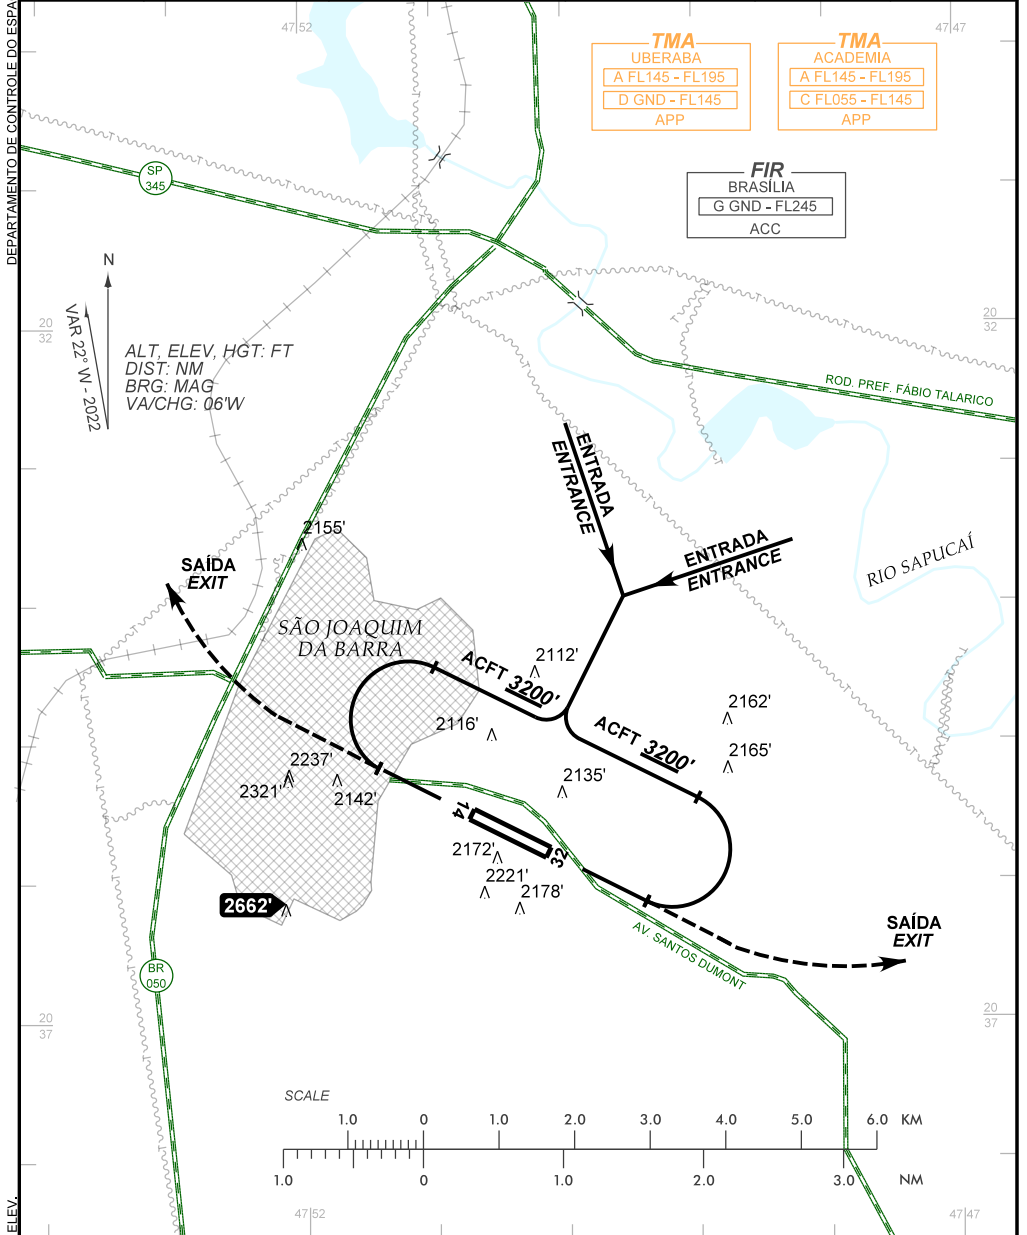 DEPARTAMENTO DE CONTROLE DO ESPA
47 52
47 47
TMA
UBERABA
A FL145 - FL195
D GND - FL145
APP
TMA
ACADEMIA
A FL145 - FL195
C FL055 - FL145
APP
FIR
BRASÍLIA
G GND - FL245
ACC
SP
345
N
VAR 22° W - 2022
ALT, ELEV, HGT: FT
DIST: NM
BRG: MAG
VA/CHG: 06'W
20
32
20
32
ROD. PREF. FÁBIO TALARICO
ENTRADA
ENTRANCE
ENTRADA
ENTRANCE
RIO SAPUCAÍ
2155'
SAÍDA
EXIT
SÃO JOAQUIM
DA BARRA
ACFT 3200'
2112'
2116'
ACFT 3200'
2162'
2165'
2237'
2321'
2142'
2135'
14
32
2172'
2221'
2178'
2662'
AV. SANTOS DUMONT
SAÍDA
EXIT
BR
050
20
37
20
37
SCALE
1.0 0 1.0 2.0 3.0 4.0 5.0 6.0 KM
1.0 0 1.0 2.0 3.0 NM
47 52
47 47
ELEV.